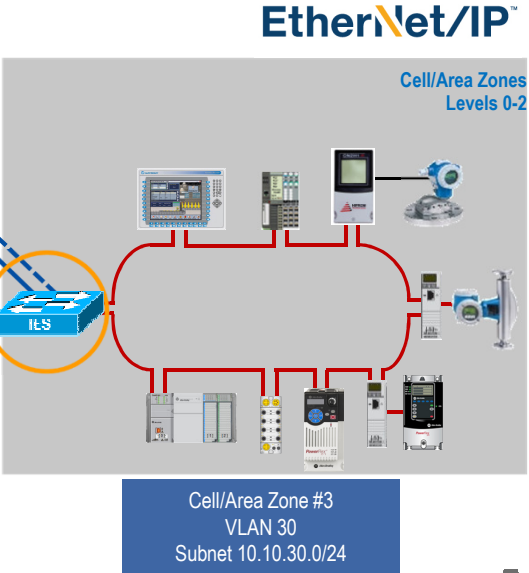 EtherNet/IP™
Cell/Area Zones
Levels 0-2
IES
Cell/Area Zone #3
VLAN 30
Subnet 10.10.30.0/24